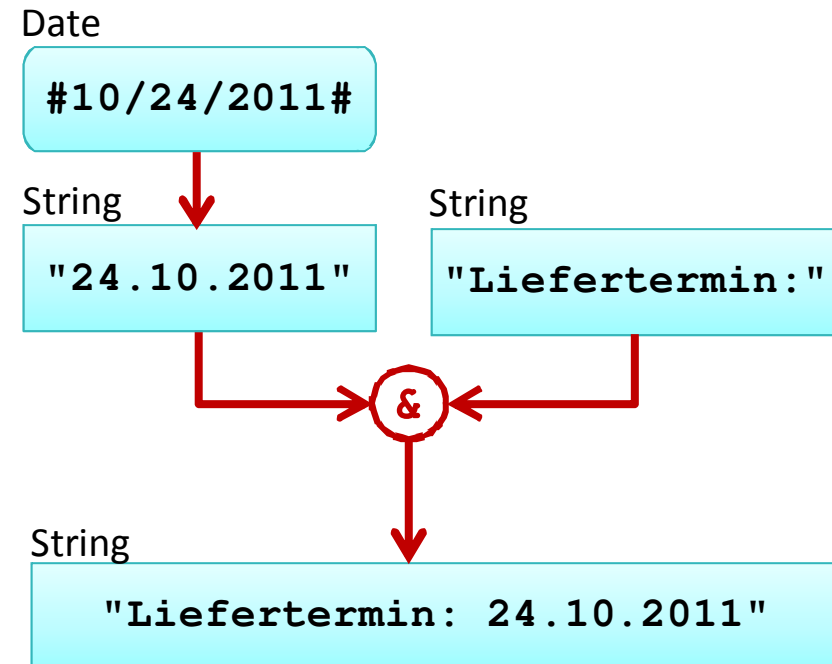 Date
#10/24/2011#
String
String
"24.10.2011"
"Liefertermin:"
&
String
"Liefertermin: 24.10.2011"